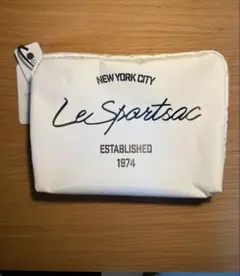 NEW YORK CITY
LeSportsac
ESTABLISHED
1974